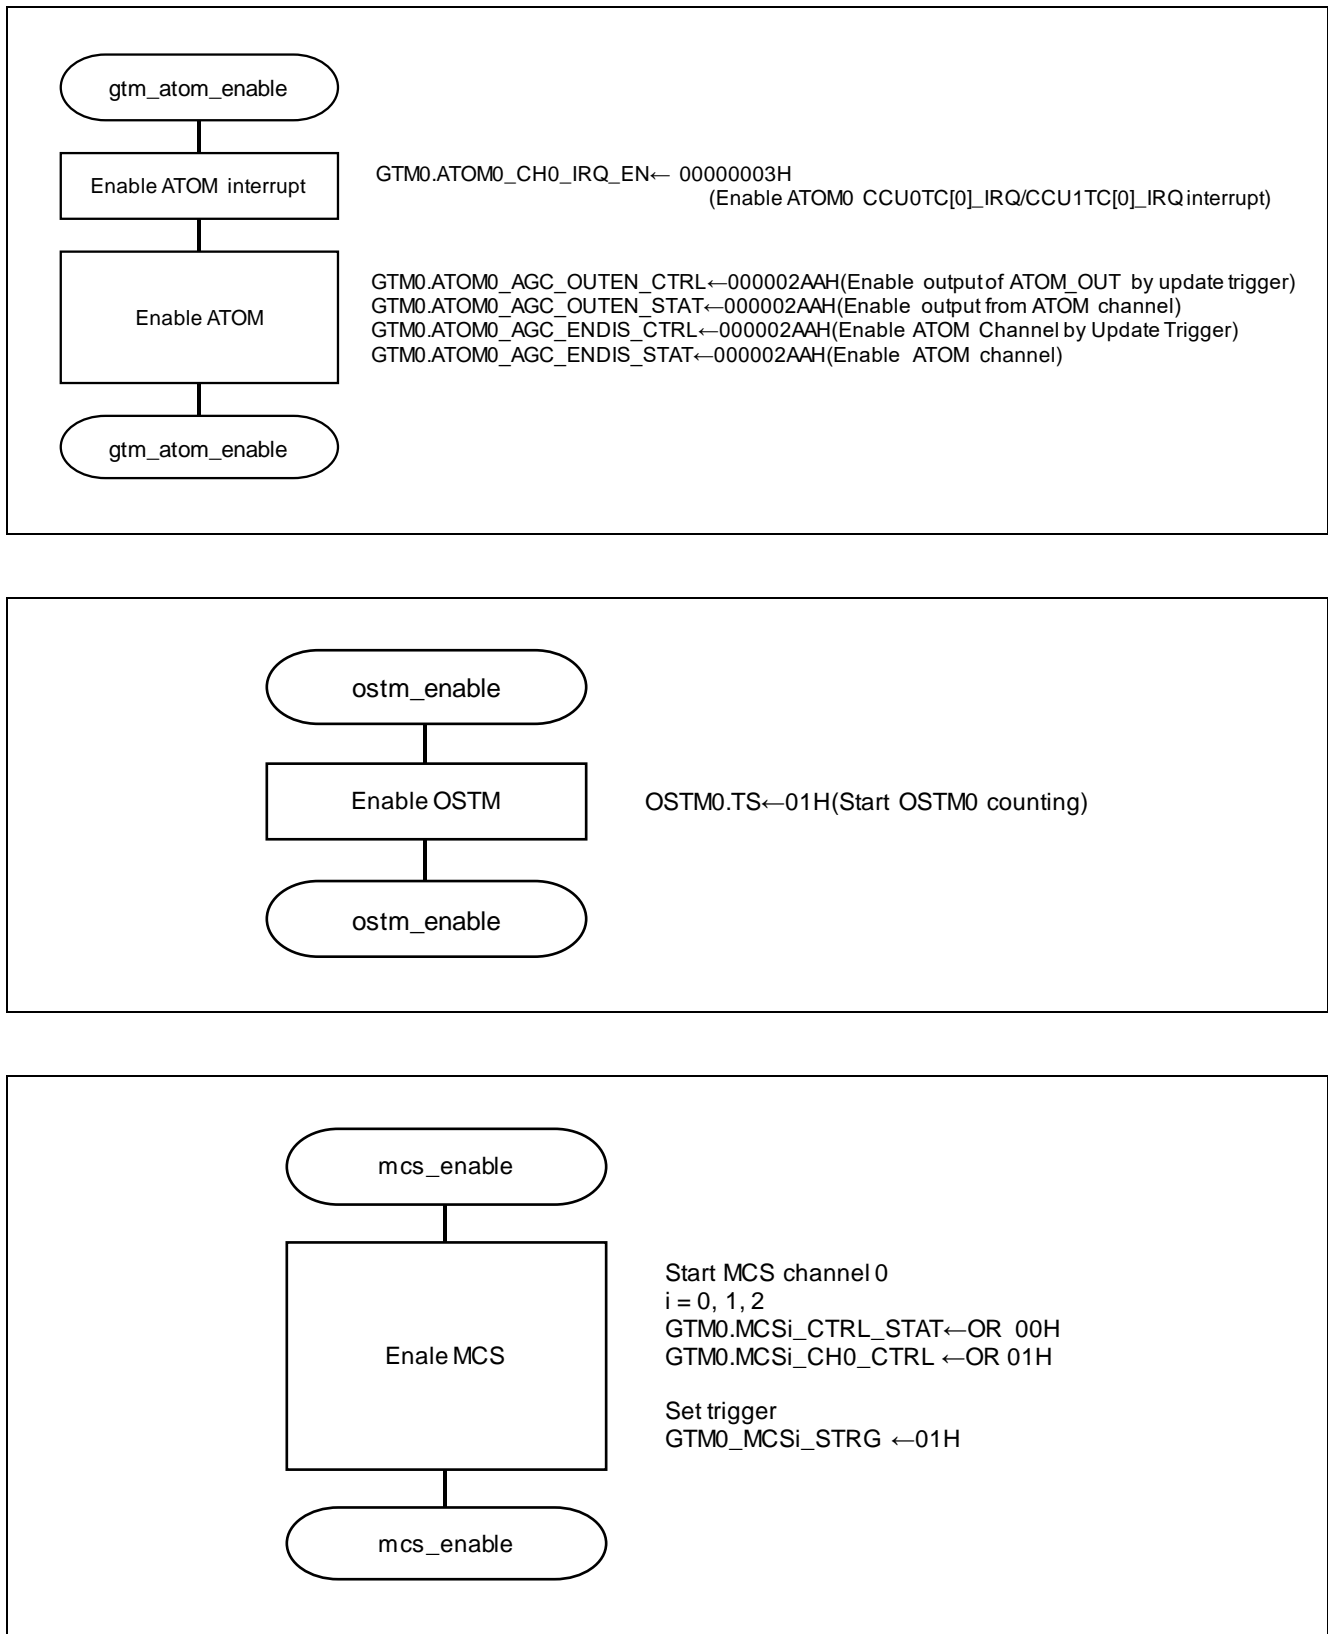 gtm_atom_enable
Enable ATOM interrupt
GTM0.ATOM0_CH0_IRQ_EN← 00000003H
(Enable ATOM0 CCU0TC[0]_IRQ/CCU1TC[0]_IRQ interrupt)
Enable ATOM
GTM0.ATOM0_AGC_OUTEN_CTRL←000002AAH(Enable output of ATOM_OUT by update trigger)
GTM0.ATOM0_AGC_OUTEN_STAT←000002AAH(Enable output from ATOM channel)
GTM0.ATOM0_AGC_ENDIS_CTRL←000002AAH(Enable ATOM Channel by Update Trigger)
GTM0.ATOM0_AGC_ENDIS_STAT←000002AAH(Enable ATOM channel)
gtm_atom_enable
ostm_enable
Enable OSTM
OSTM0.TS←01H(Start OSTM0 counting)
ostm_enable
mcs_enable
Enale MCS
Start MCS channel 0
i = 0, 1, 2
GTM0.MCSi_CTRL_STAT←OR 00H
GTM0.MCSi_CH0_CTRL ←OR 01H
Set trigger
GTM0_MCSi_STRG ←01H
mcs_enable